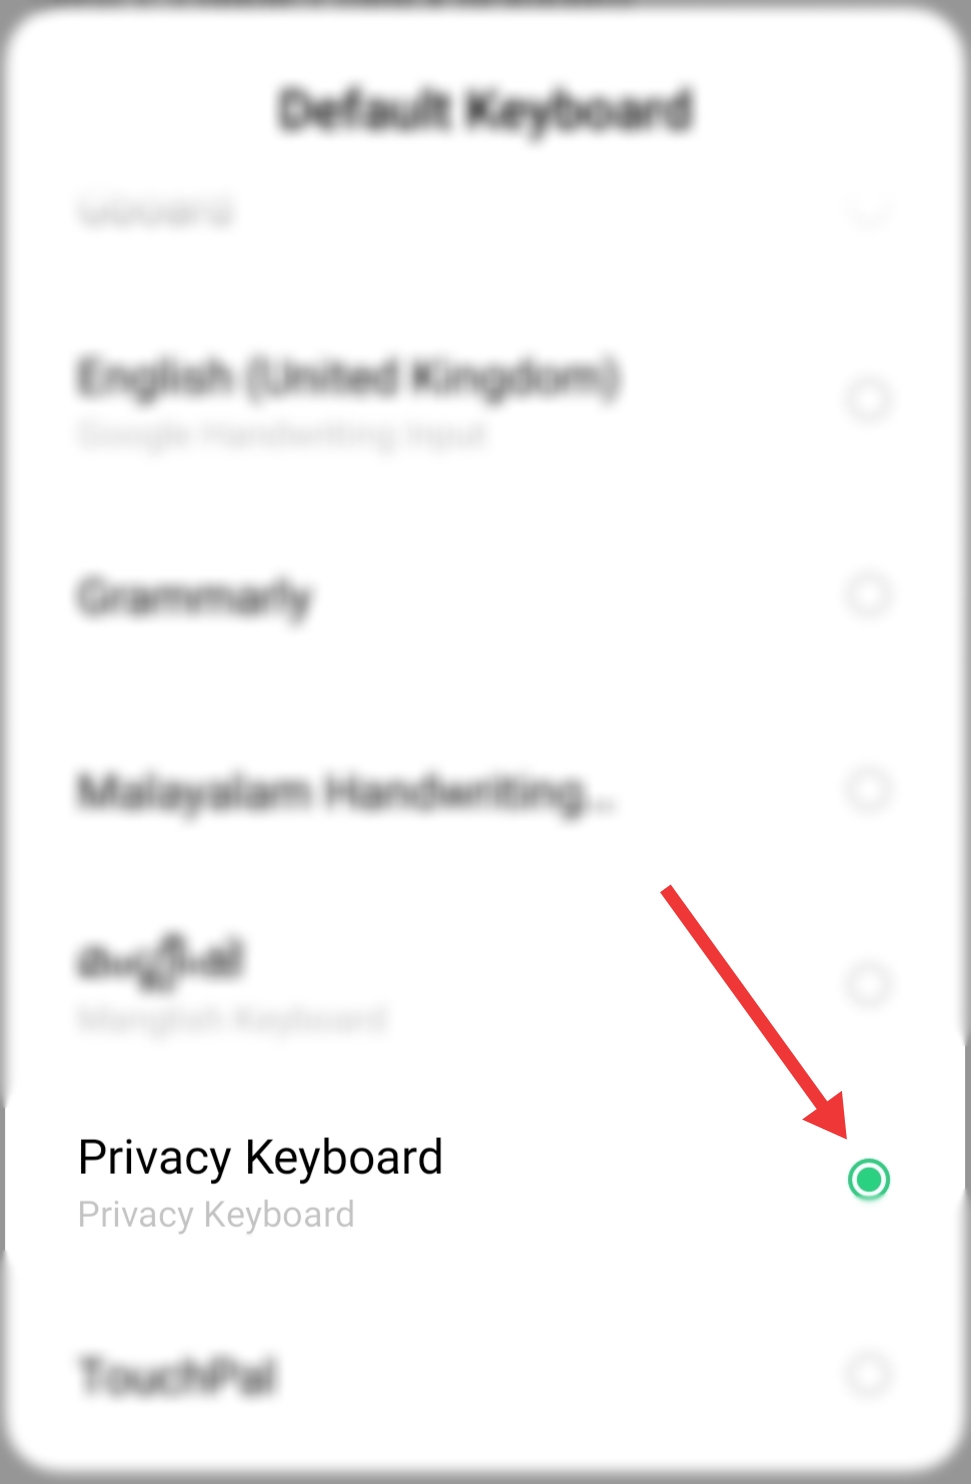 Default Keyboard
Gboard
English (United Kingdom)
Google Handwriting Input
Grammarly
Malayalam Handwriting...
Manglish Keyboard
Privacy Keyboard
Privacy Keyboard
TouchPal